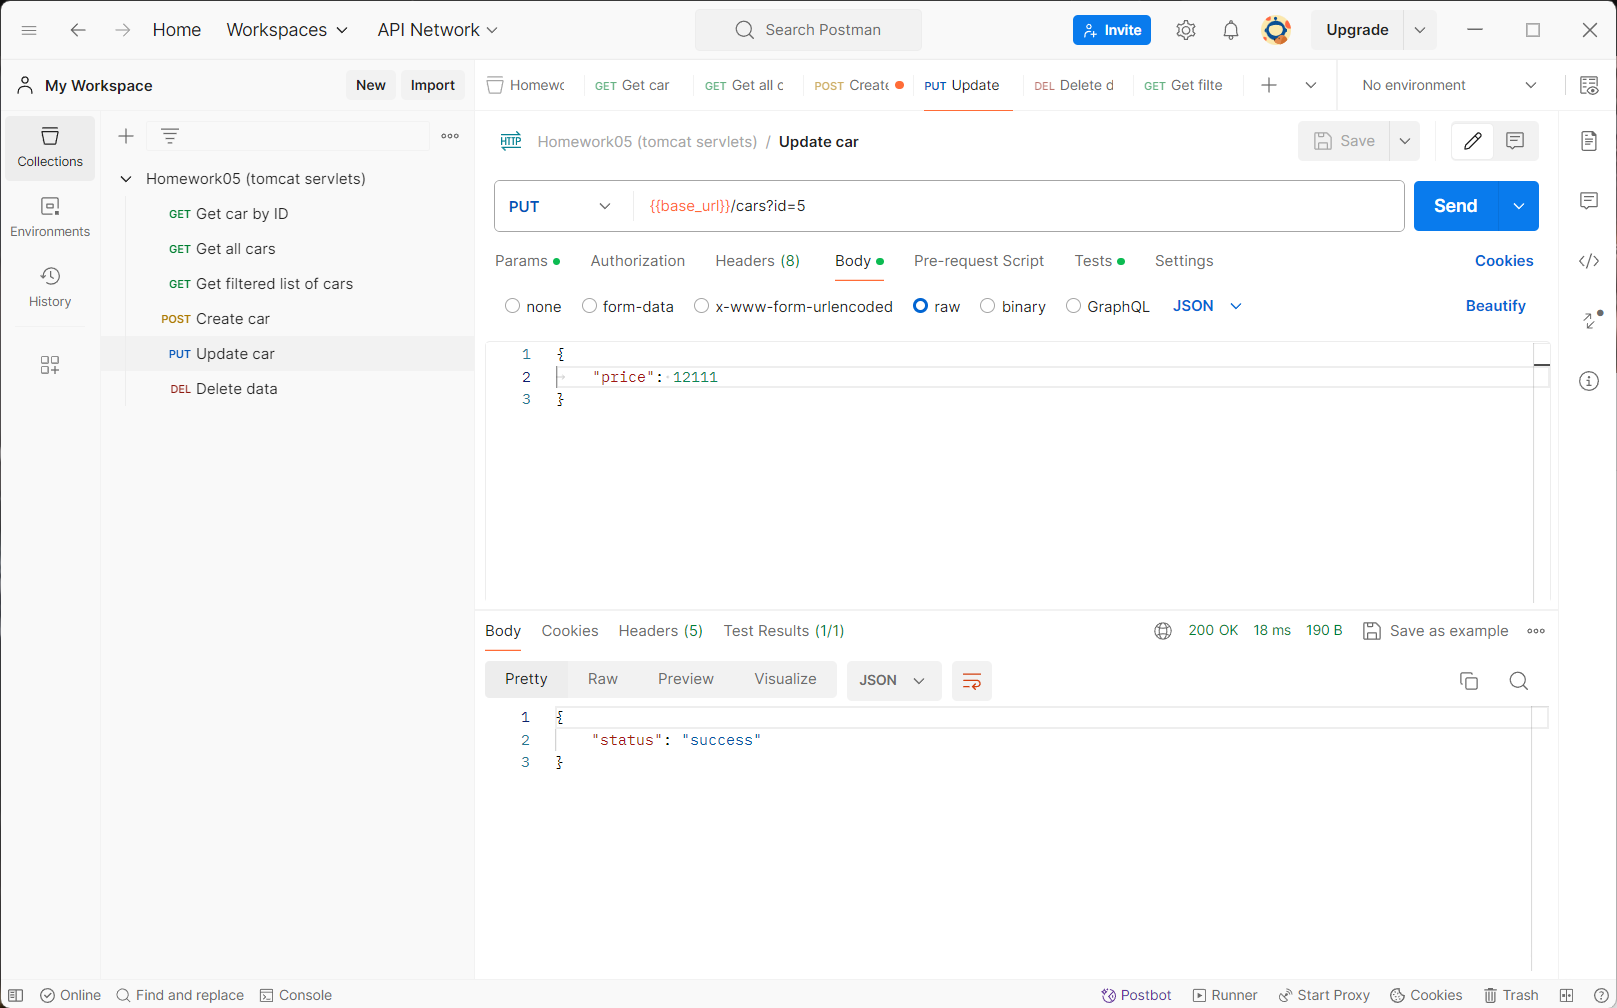 Home Workspaces API Network Search Postman Invite Upgrade
My Workspace New Import
Homewo GET Get car GET Get all c POST Create PUT Update DEL Delete d GET Get filte No environment
Collections
Environments
History
Homework05 (tomcat servlets)
GET Get car by ID
GET Get all cars
GET Get filtered list of cars
POST Create car
PUT Update car
DEL Delete data
HTTP Homework05 (tomcat servlets) / Update car Save
PUT {{base_url}}/cars?id=5 Send
Params Authorization Headers (8) Body Pre-request Script Tests Settings Cookies
none form-data x-www-form-urlencoded raw binary GraphQL JSON Beautify
1 {
2 "price": 12111
3 }
Body Cookies Headers (5) Test Results (1/1) 200 OK 18 ms 190 B Save as example
Pretty Raw Preview Visualize JSON
1 {
2 "status": "success"
3 }
Online Find and replace Console Postbot Runner Start Proxy Cookies Trash